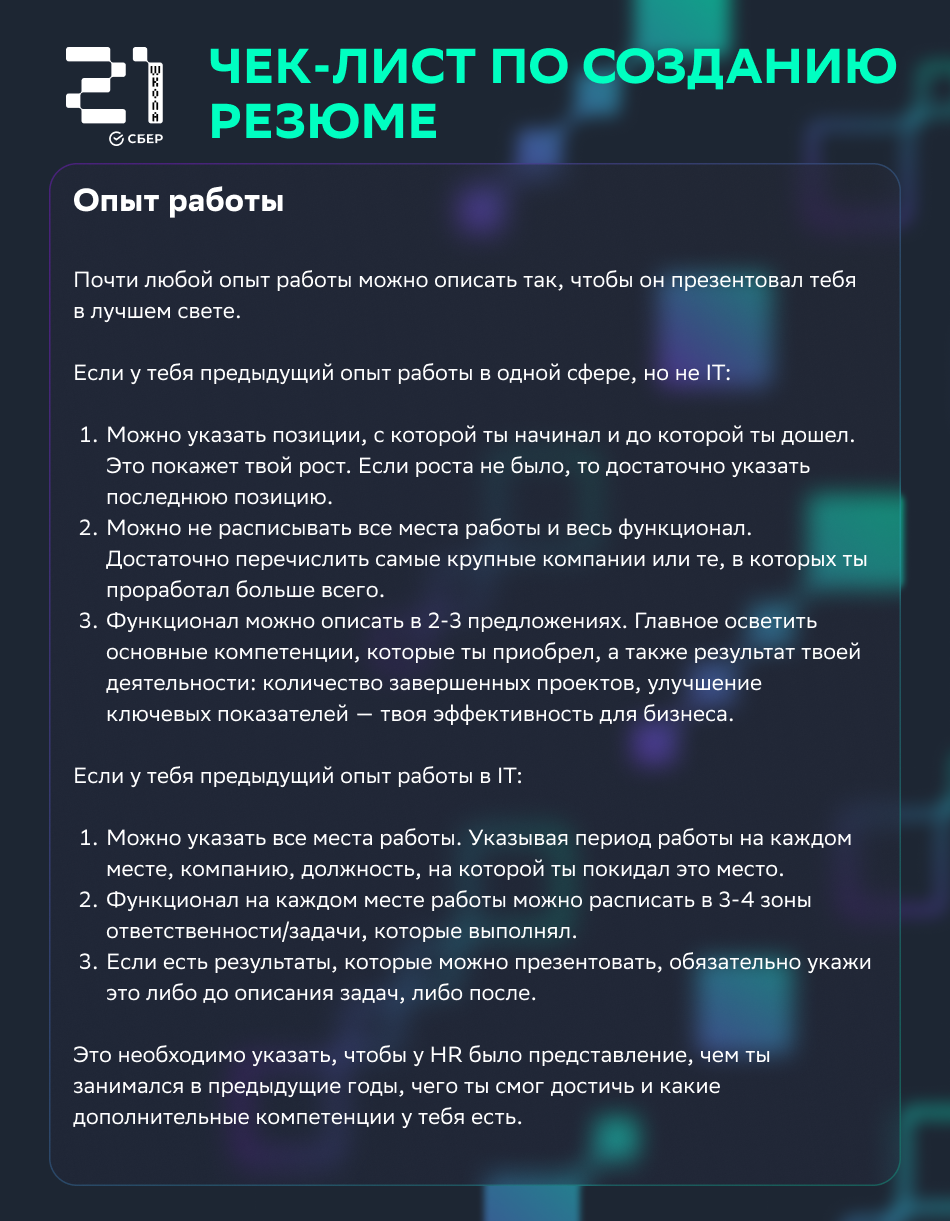 21
ШКОЛА
СБЕР
ЧЕК-ЛИСТ ПО СОЗДАНИЮ
РЕЗЮМЕ
Опыт работы
Почти любой опыт работы можно описать так, чтобы он презентовал тебя
в лучшем свете.
Если у тебя предыдущий опыт работы в одной сфере, но не IT:
1. Можно указать позиции, с которой ты начинал и до которой ты дошел.
Это покажет твой рост. Если роста не было, то достаточно указать
последнюю позицию.
2. Можно не расписывать все места работы и весь функционал.
Достаточно перечислить самые крупные компании или те, в которых ты
проработал больше всего.
3. Функционал можно описать в 2-3 предложениях. Главное осветить
основные компетенции, которые ты приобрел, а также результат твоей
деятельности: количество завершенных проектов, улучшение
ключевых показателей — твоя эффективность для бизнеса.
Если у тебя предыдущий опыт работы в IT:
1. Можно указать все места работы. Указывая период работы на каждом
месте, компанию, должность, на которой ты покидал это место.
2. Функционал на каждом месте работы можно расписать в 3-4 зоны
ответственности/задачи, которые выполнял.
3. Если есть результаты, которые можно презентовать, обязательно укажи
это либо до описания задач, либо после.
Это необходимо указать, чтобы у HR было представление, чем ты
занимался в предыдущие годы, чего ты смог достичь и какие
дополнительные компетенции у тебя есть.